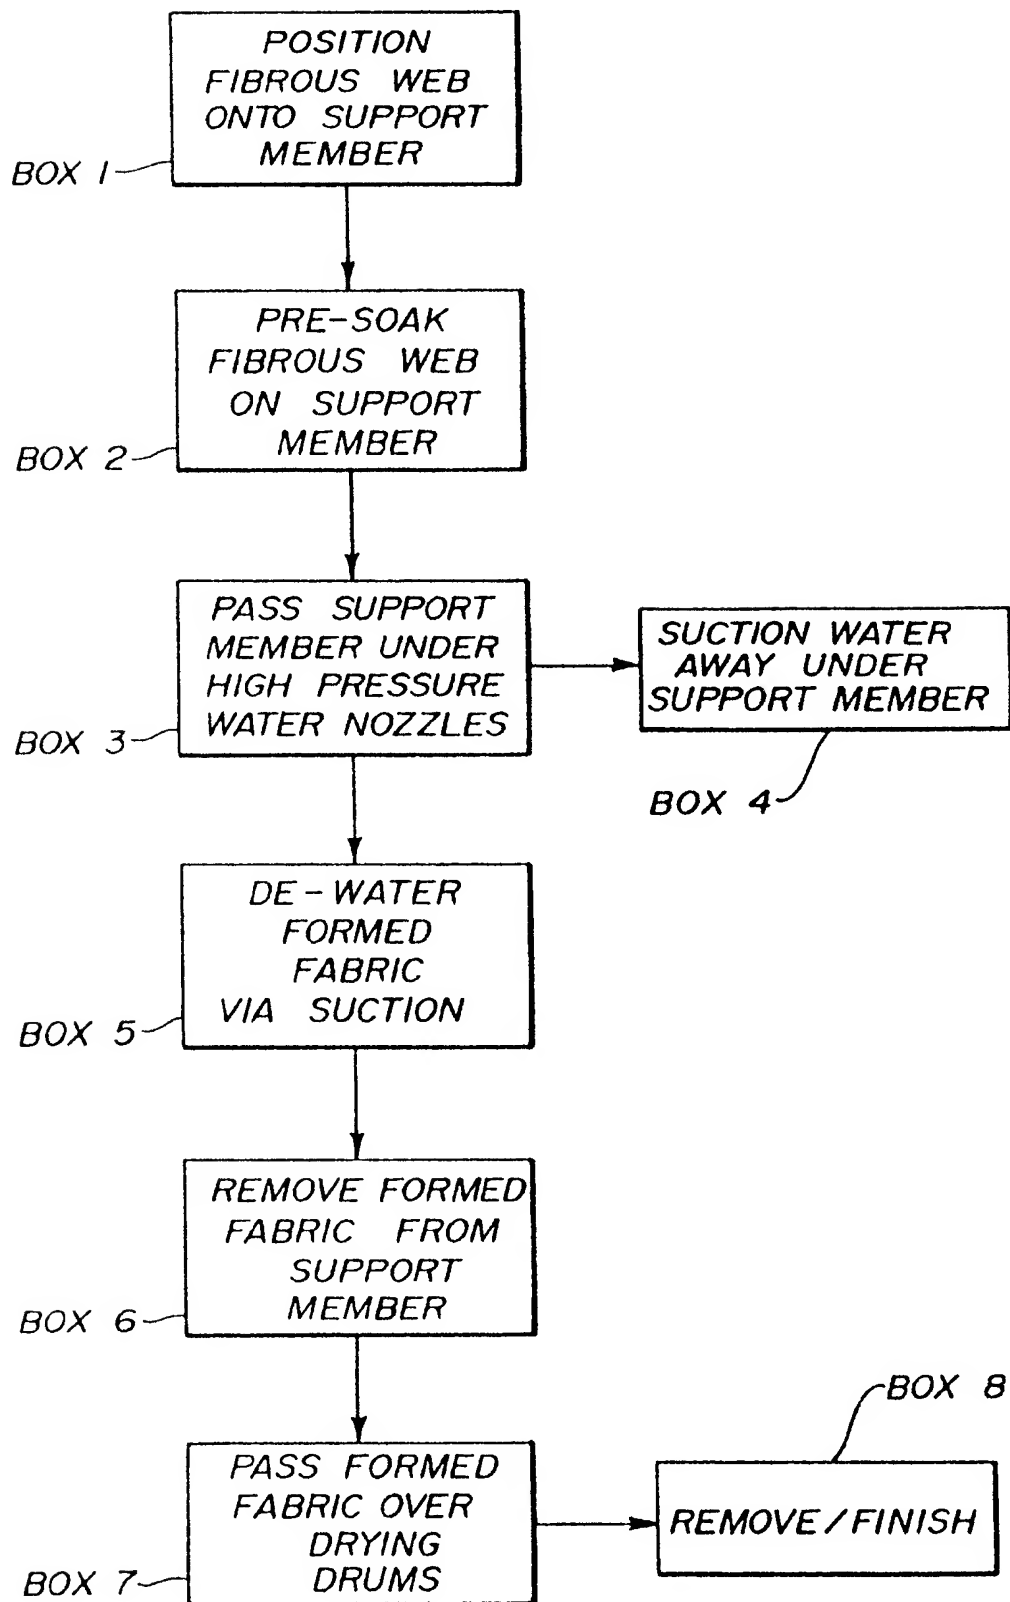 POSITION
FIBROUS WEB
ONTO SUPPORT
MEMBER
BOX 1
PRE-SOAK
FIBROUS WEB
ON SUPPORT
MEMBER
BOX 2
PASS SUPPORT
MEMBER UNDER
HIGH PRESSURE
WATER NOZZLES
BOX 3
SUCTION WATER
AWAY UNDER
SUPPORT MEMBER
BOX 4
DE-WATER
FORMED
FABRIC
VIA SUCTION
BOX 5
REMOVE FORMED
FABRIC FROM
SUPPORT
MEMBER
BOX 6
PASS FORMED
FABRIC OVER
DRYING
DRUMS
BOX 7
BOX 8
REMOVE/FINISH